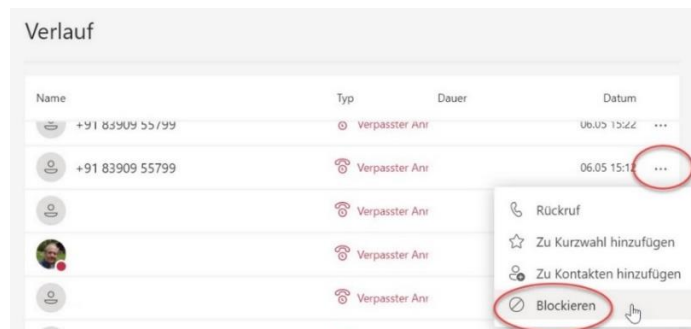 Verlauf
Name Typ Dauer Datum
+91 83909 55799 Verpasster Anr 06.05 15:22 ...
+91 83909 55799 Verpasster Anr 06.05 15:12 ...
Verpasster Anr
Rückruf
Verpasster Anr
Zu Kurzwahl hinzufügen
Zu Kontakten hinzufügen
Verpasster Anr
Blockieren